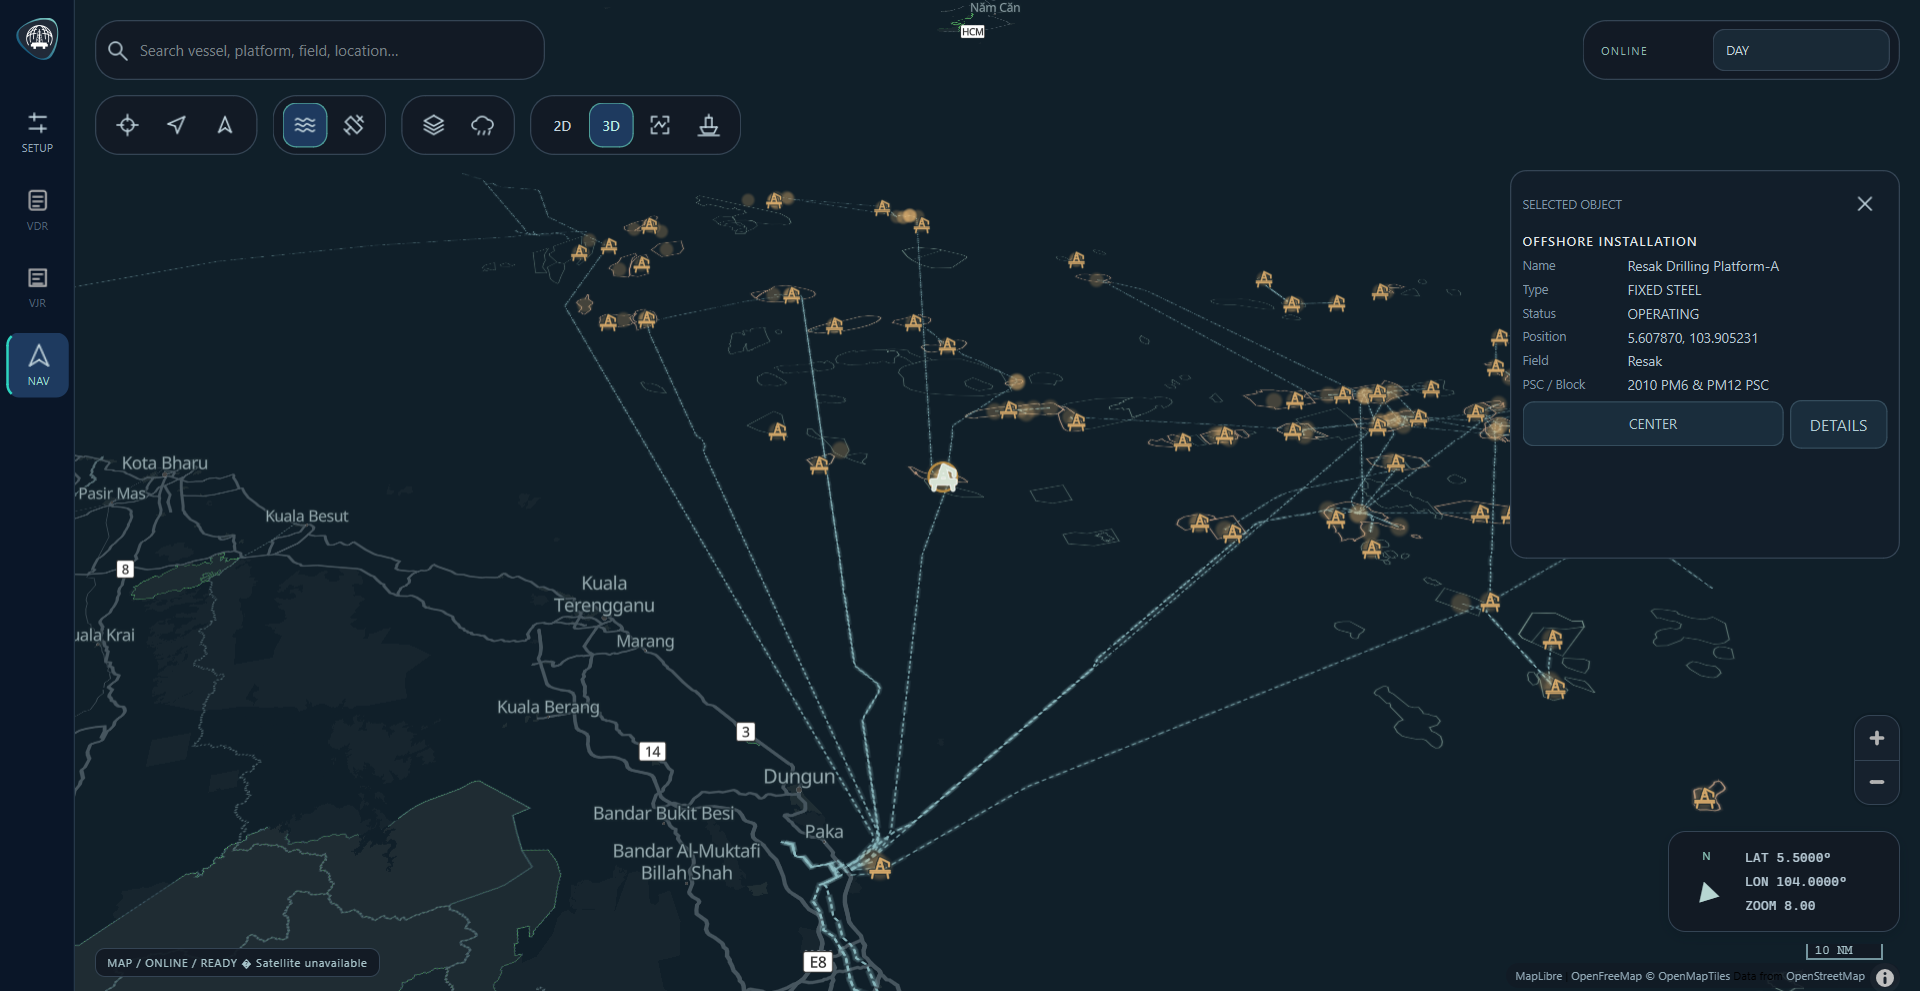 Năm Căn
HCM
Search vessel, platform, field, location...
ONLINE
DAY
2D
3D
SETUP
VDR
VJR
NAV
SELECTED OBJECT
OFFSHORE INSTALLATION
Name Resak Drilling Platform-A
Type FIXED STEEL
Status OPERATING
Position 5.607870, 103.905231
Field Resak
PSC / Block 2010 PM6 & PM12 PSC
CENTER
DETAILS
Kota Bharu
Pasir Mas
Kuala Besut
8
Kuala
Terengganu
uala Krai
Marang
Kuala Berang
3
14
Dungun
Bandar Bukit Besi
Paka
Bandar Al-Muktafi
Billah Shah
E8
+
−
N
LAT 5.5000°
LON 104.0000°
ZOOM 8.00
10 NM
MAP / ONLINE / READY � Satellite unavailable
MapLibre OpenFreeMap © OpenMapTiles Data from OpenStreetMap